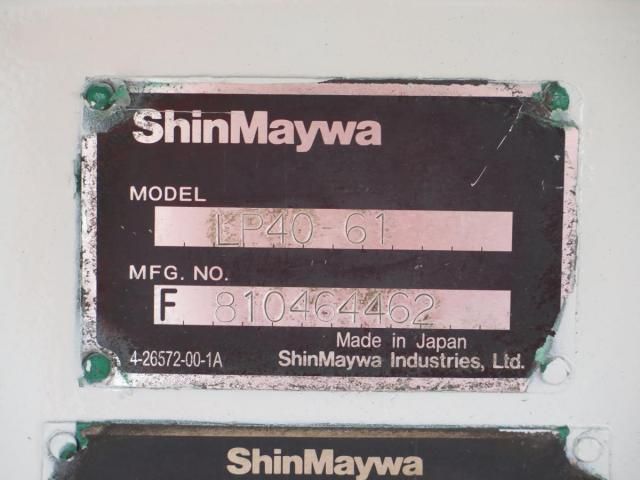 ShinMaywa
MODEL
LP40-61
MFG. NO.
F 810464462
Made in Japan
4-26572-00-1A ShinMaywa Industries, Ltd.
ShinMaywa